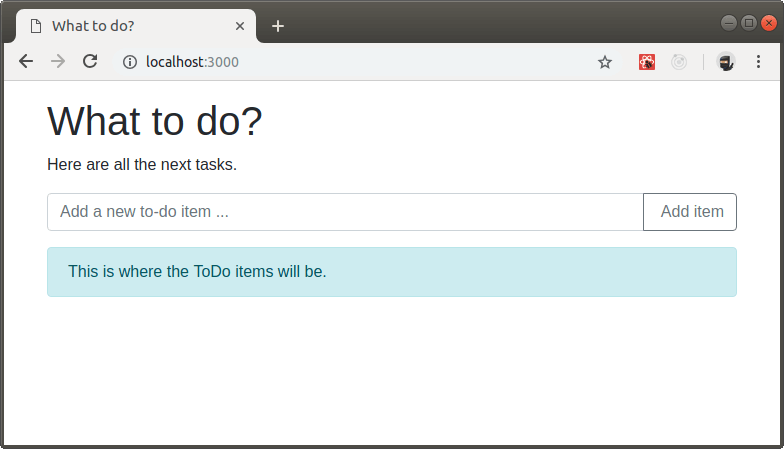 What to do?
localhost:3000
What to do?
Here are all the next tasks.
Add a new to-do item ...
Add item
This is where the ToDo items will be.